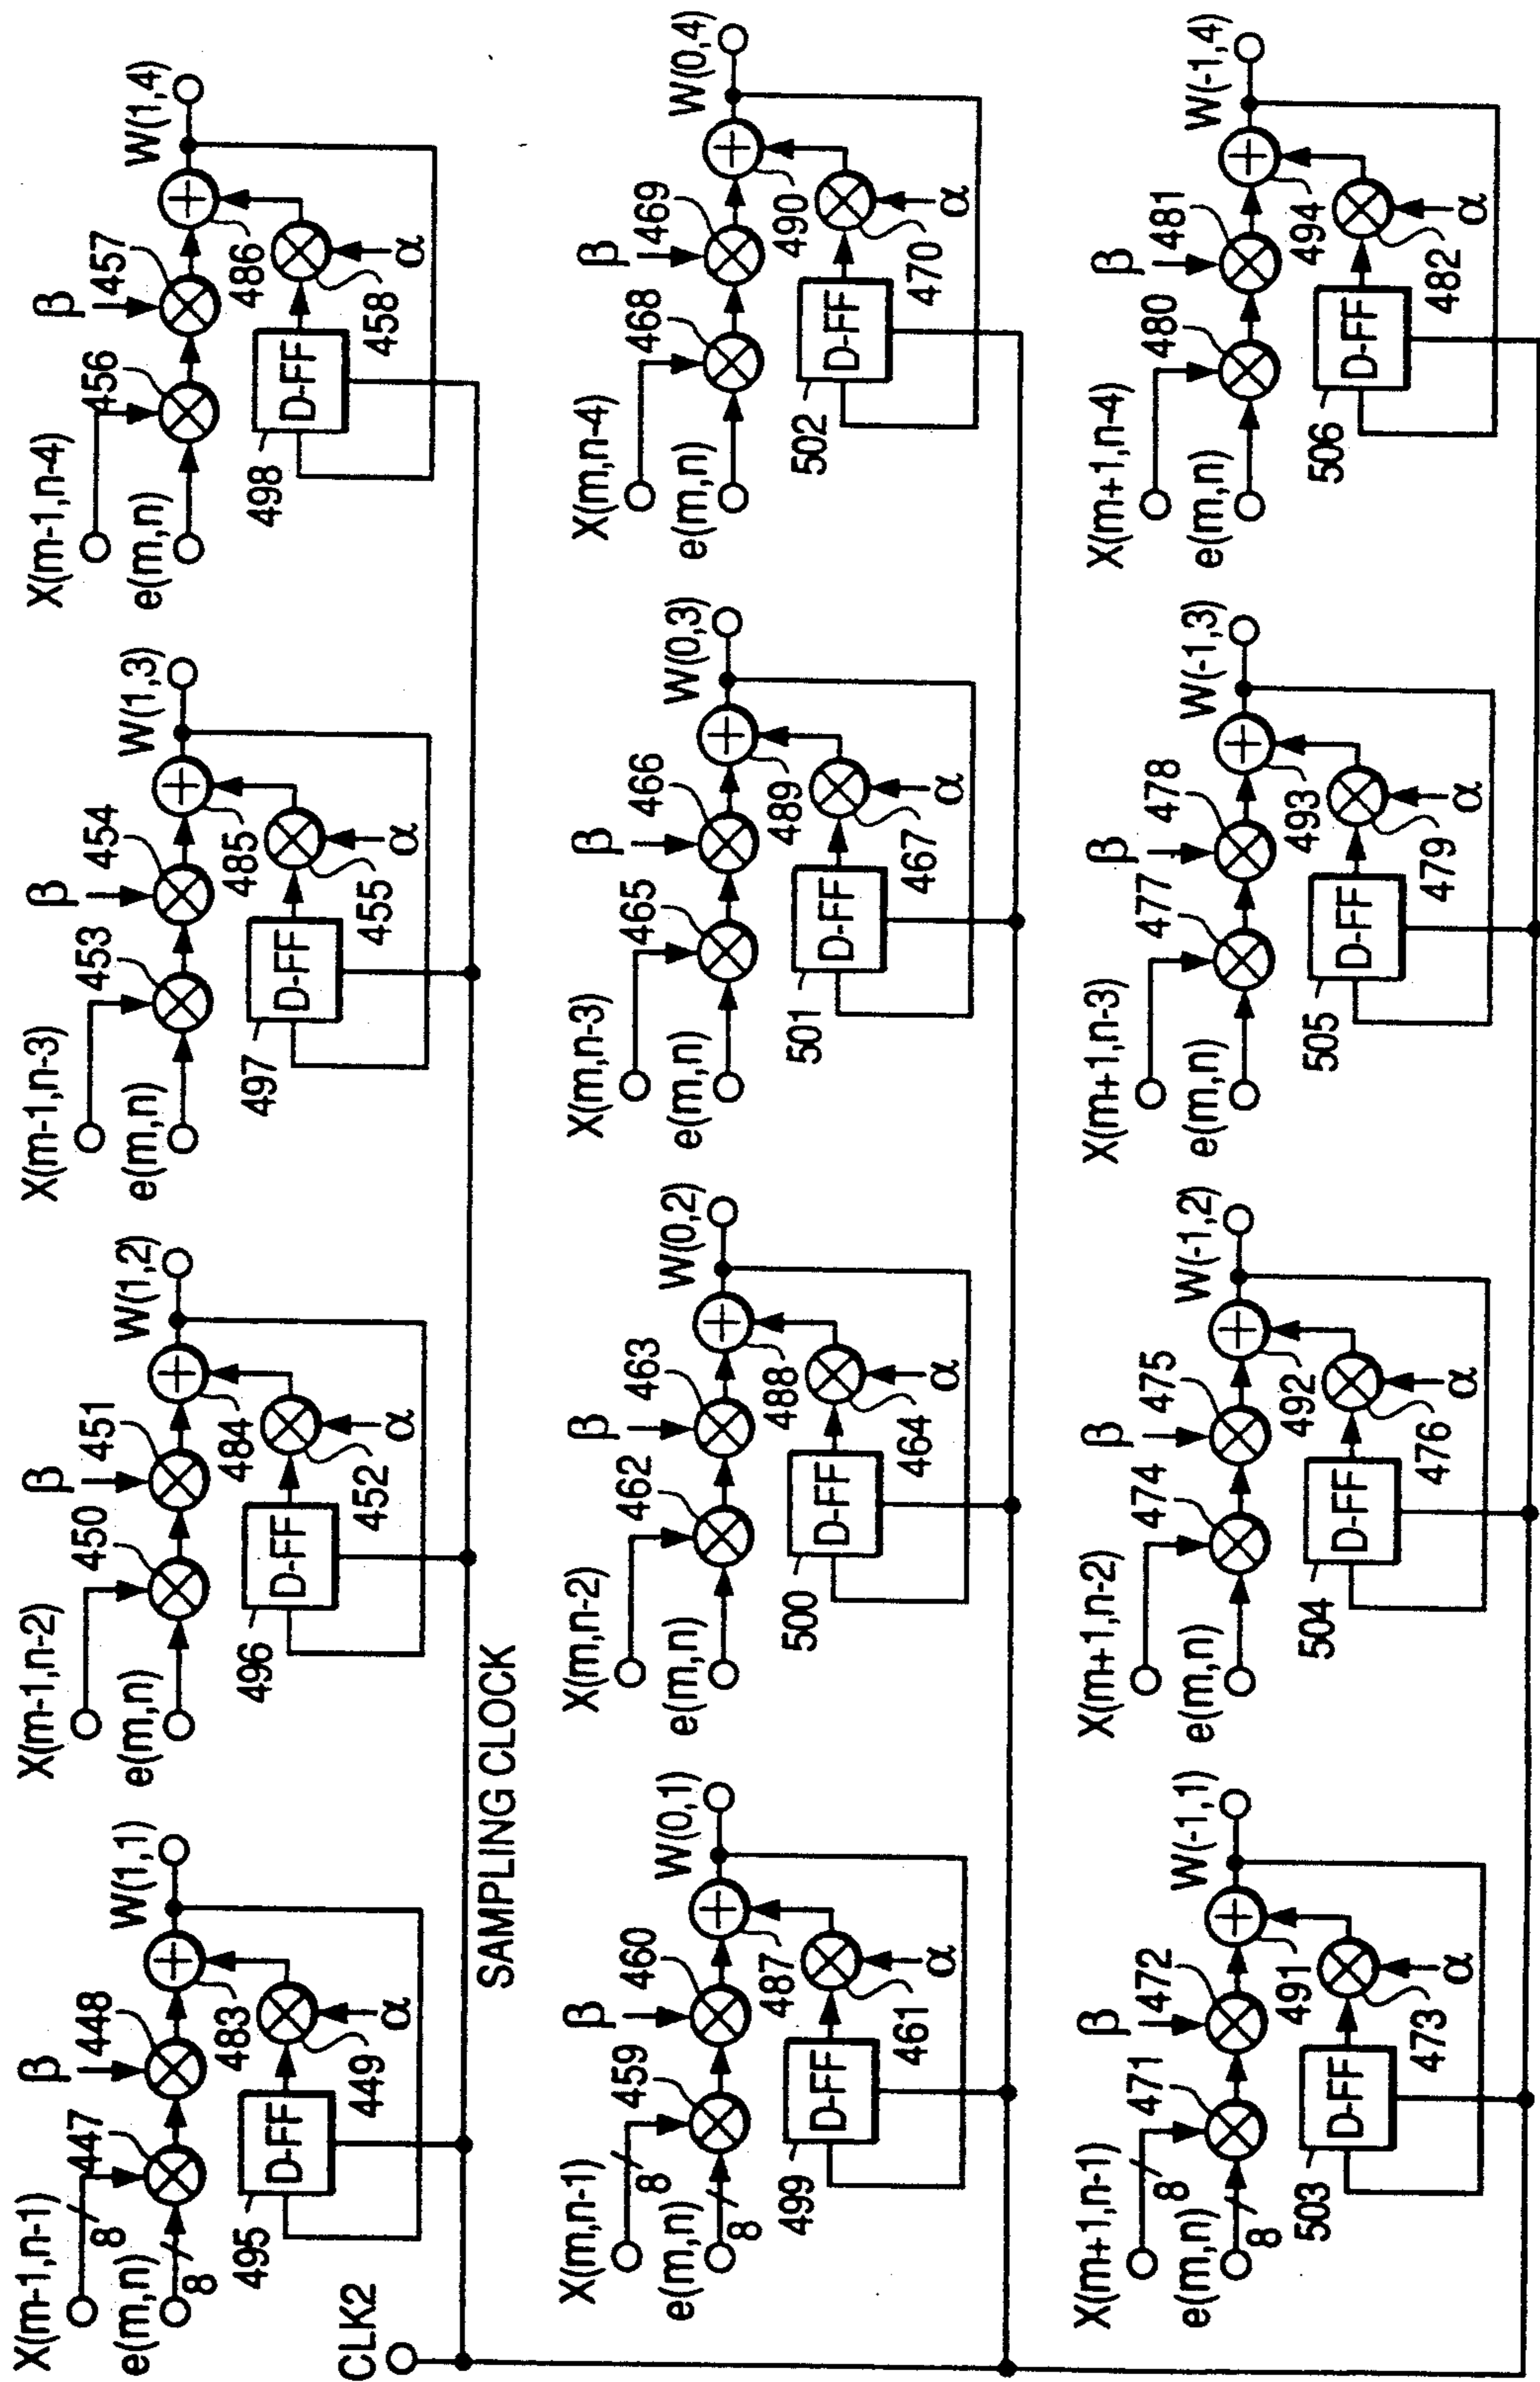 X(m-1,n-1)
447
β
448
W(1,1)
8
e(m,n)
8
483
495
D-FF
449
α
X(m-1,n-2)
450
β
451
W(1,2)
e(m,n)
484
496
D-FF
452
α
X(m-1,n-3)
453
β
454
W(1,3)
e(m,n)
485
497
D-FF
455
α
X(m-1,n-4)
456
β
457
W(1,4)
e(m,n)
486
498
D-FF
458
α
CLK2
SAMPLING CLOCK
X(m,n-1)
459
β
460
W(0,1)
8
e(m,n)
8
487
499
D-FF
461
α
X(m,n-2)
462
β
463
W(0,2)
e(m,n)
488
500
D-FF
464
α
X(m,n-3)
465
β
466
W(0,3)
e(m,n)
489
501
D-FF
467
α
X(m,n-4)
468
β
469
W(0,4)
e(m,n)
490
502
D-FF
470
α
X(m+1,n-1)
471
β
472
W(-1,1)
8
e(m,n)
8
491
503
D-FF
473
α
X(m+1,n-2)
474
β
475
W(-1,2)
e(m,n)
492
504
D-FF
476
α
X(m+1,n-3)
477
β
478
W(-1,3)
e(m,n)
493
505
D-FF
479
α
X(m+1,n-4)
480
β
481
W(-1,4)
e(m,n)
494
506
D-FF
482
α